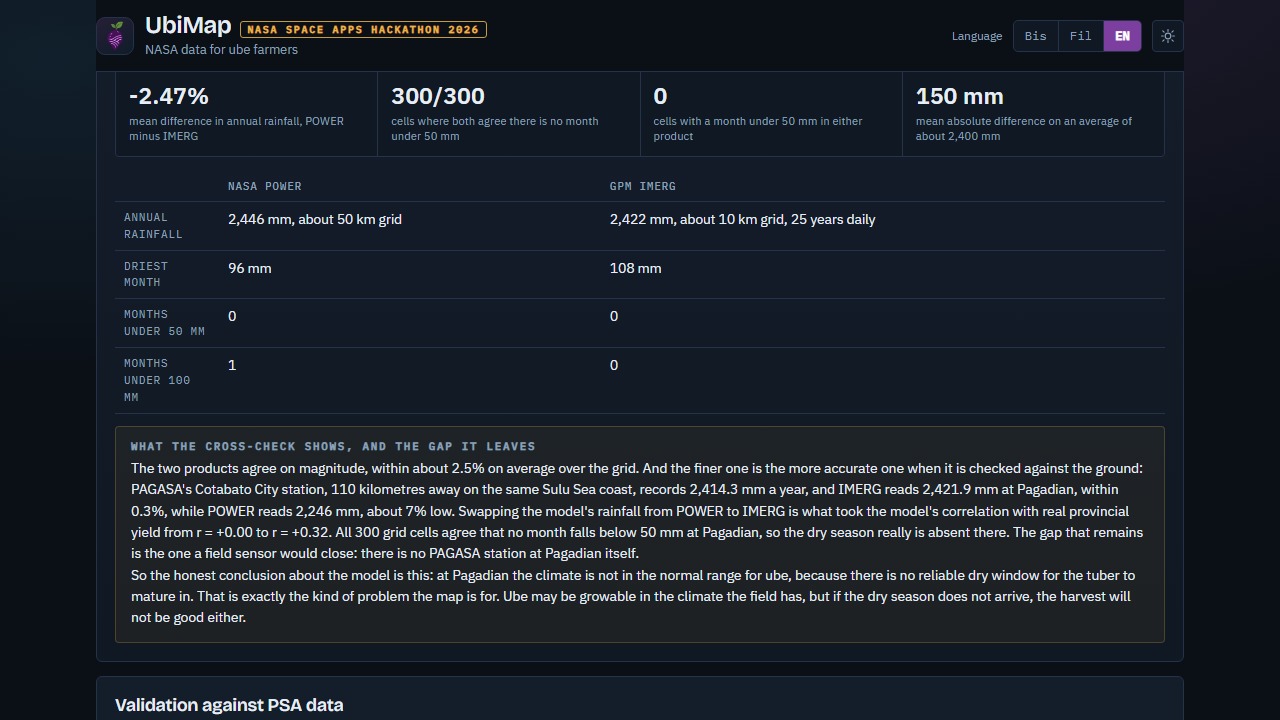 UbiMap NASA SPACE APPS HACKATHON 2026
NASA data for ube farmers
Language Bis Fil EN
-2.47%
mean difference in annual rainfall, POWER
minus IMERG
300/300
cells where both agree there is no month
under 50 mm
0
cells with a month under 50 mm in either
product
150 mm
mean absolute difference on an average of
about 2,400 mm
NASA POWER GPM IMERG
ANNUAL
RAINFALL
2,446 mm, about 50 km grid 2,422 mm, about 10 km grid, 25 years daily
DRIEST
MONTH
96 mm 108 mm
MONTHS
UNDER 50 MM
0 0
MONTHS
UNDER 100
MM
1 0
WHAT THE CROSS-CHECK SHOWS, AND THE GAP IT LEAVES
The two products agree on magnitude, within about 2.5% on average over the grid. And the finer one is the more accurate one when it is checked against the ground:
PAGASA's Cotabato City station, 110 kilometres away on the same Sulu Sea coast, records 2,414.3 mm a year, and IMERG reads 2,421.9 mm at Pagadian, within
0.3%, while POWER reads 2,246 mm, about 7% low. Swapping the model's rainfall from POWER to IMERG is what took the model's correlation with real provincial
yield from r = +0.00 to r = +0.32. All 300 grid cells agree that no month falls below 50 mm at Pagadian, so the dry season really is absent there. The gap that remains
is the one a field sensor would close: there is no PAGASA station at Pagadian itself.
So the honest conclusion about the model is this: at Pagadian the climate is not in the normal range for ube, because there is no reliable dry window for the tuber to
mature in. That is exactly the kind of problem the map is for. Ube may be growable in the climate the field has, but if the dry season does not arrive, the harvest will
not be good either.
Validation against PSA data